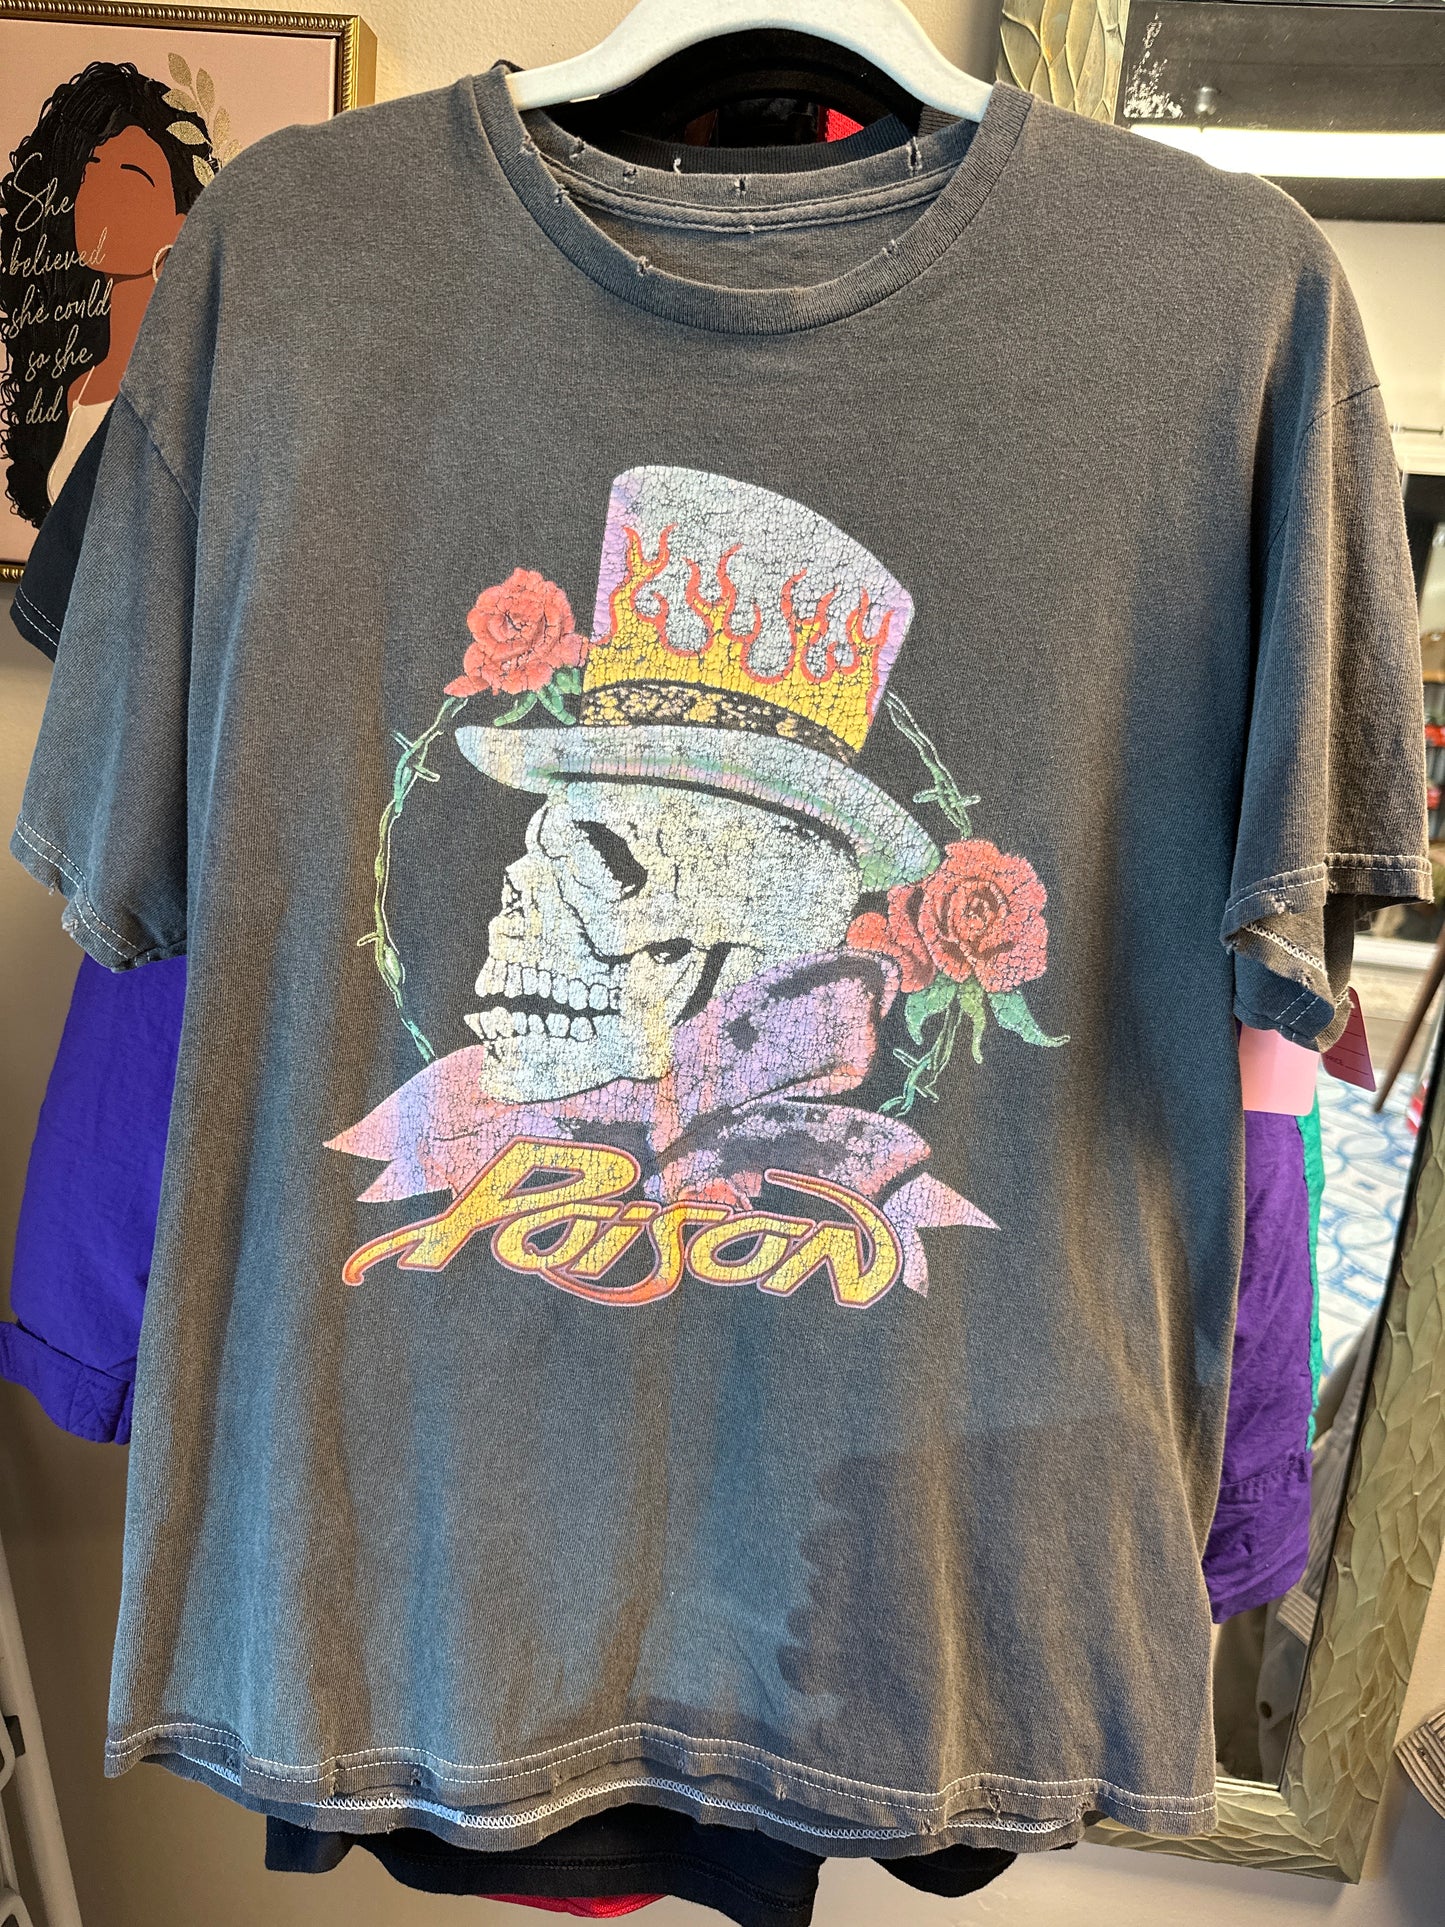 She
believed
she could
so she
did
Poison